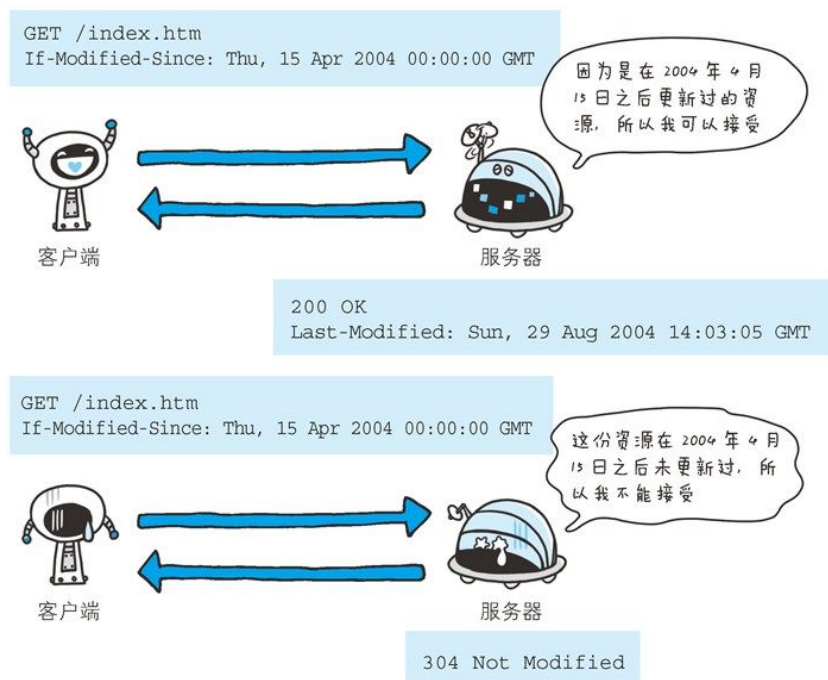 GET /index.htm
If-Modified-Since: Thu, 15 Apr 2004 00:00:00 GMT
因为是在 2004 年 4 月
15 日之后更新过的资
源, 所以我可以接受
客户端
服务器
200 OK
Last-Modified: Sun, 29 Aug 2004 14:03:05 GMT
GET /index.htm
If-Modified-Since: Thu, 15 Apr 2004 00:00:00 GMT
这份资源在 2004 年 4 月
15 日之后未更新过, 所
以我不能接受
客户端
服务器
304 Not Modified